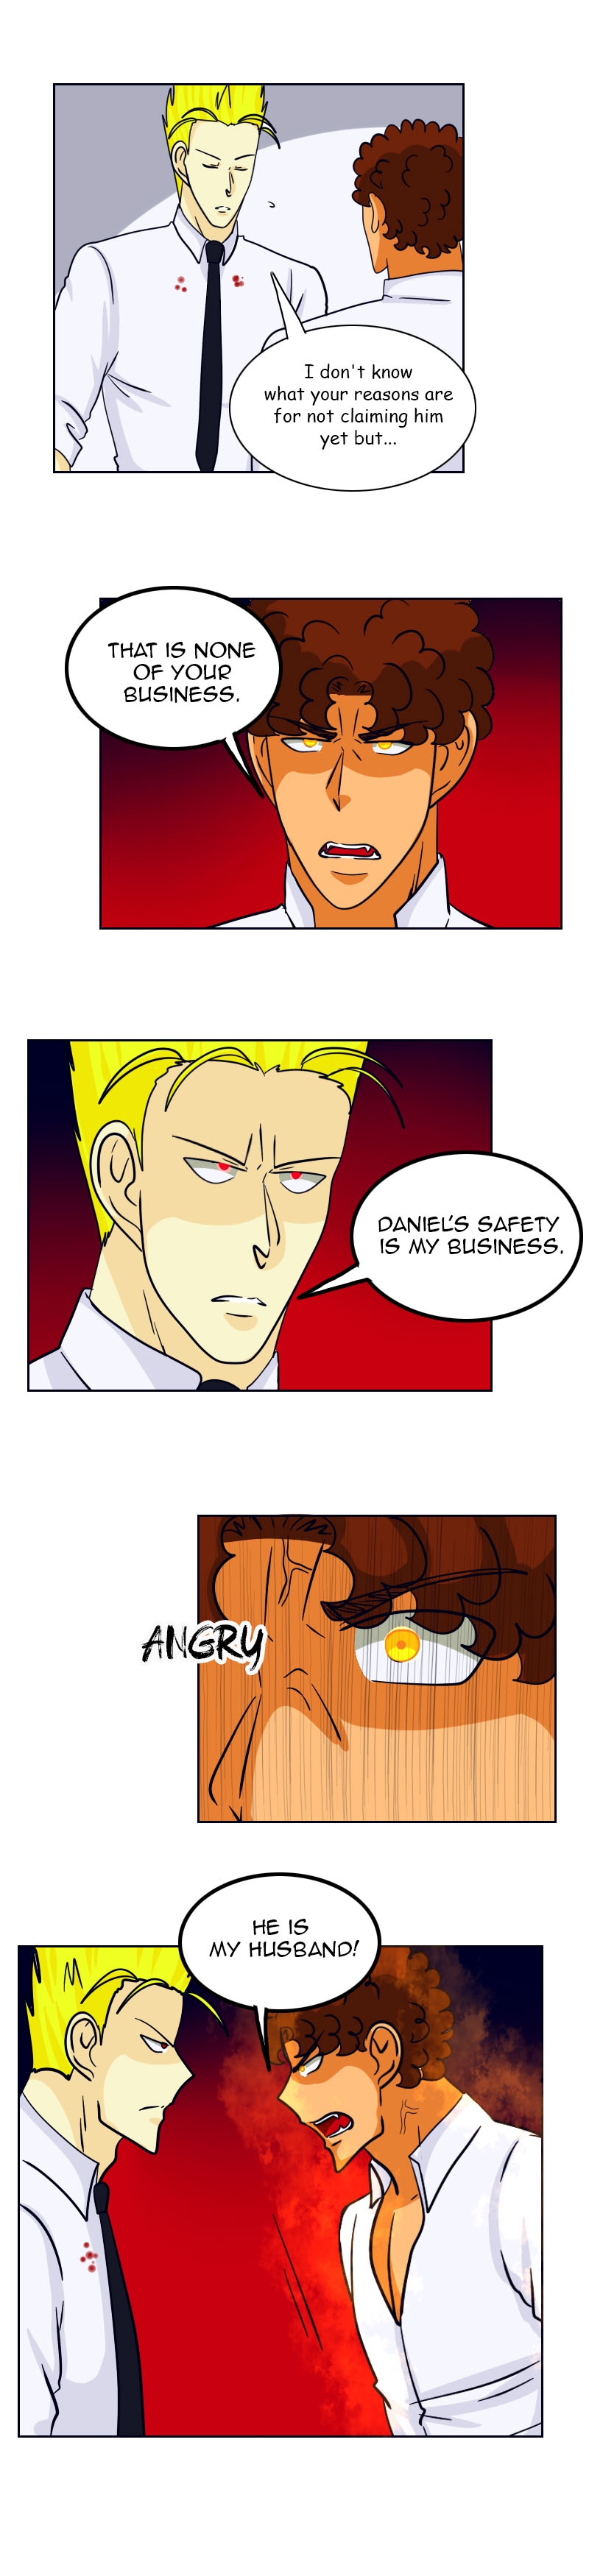 I don't know
what your reasons are
for not claiming him
yet but...
THAT IS NONE
OF YOUR
BUSINESS.
DANIEL'S SAFETY
IS MY BUSINESS.
ANGRY
HE IS
MY HUSBAND!